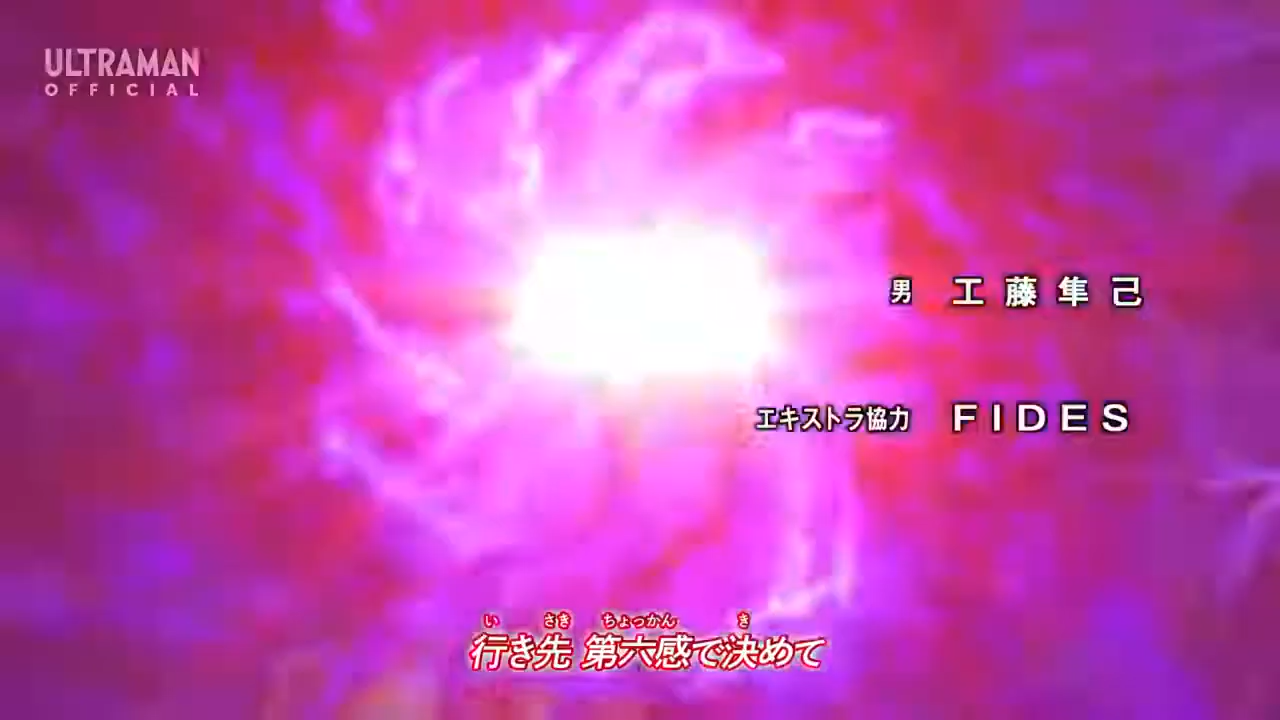 ULTRAMAN
OFFICIAL
男 工藤隼己
エキストラ協力 FIDES
い さき ちょっかん き
行き先 第六感で決めて